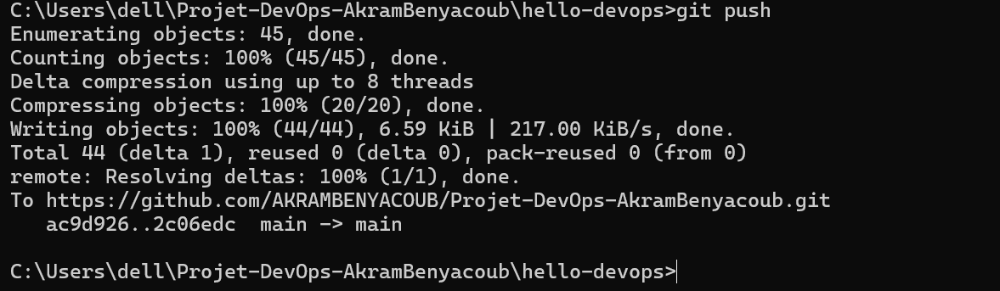 C:\Users\dell\Projet-DevOps-AkramBenyacoub\hello-devops>git push
Enumerating objects: 45, done.
Counting objects: 100% (45/45), done.
Delta compression using up to 8 threads
Compressing objects: 100% (20/20), done.
Writing objects: 100% (44/44), 6.59 KiB | 217.00 KiB/s, done.
Total 44 (delta 1), reused 0 (delta 0), pack-reused 0 (from 0)
remote: Resolving deltas: 100% (1/1), done.
To https://github.com/AKRAMBENYACOUB/Projet-DevOps-AkramBenyacoub.git
   ac9d926..2c06edc  main -> main
C:\Users\dell\Projet-DevOps-AkramBenyacoub\hello-devops>